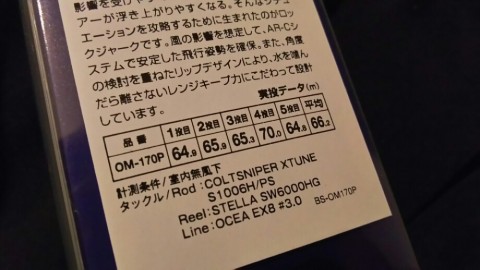 影響を受けやす
アーが浮き上がりやすくなる。そんなシチュ
エーションを攻略するために生まれたのがロッ
クジャークです。風の影響を想定して、AR-Cシ
ステムで安定した飛行姿勢を確保。また、角度
の検討を重ねたリップデザインにより、水を噛ん
だら離さないレンジキープ力にこだわって設計
しています。
実投データ(m)
品番 1投目 2投目 3投目 4投目 5投目 平均
OM-170P 64.9 65.9 65.3 70.0 64.8 66.2
計測条件/室内無風下
タックル/Rod:COLTSNIPER XTUNE
S1006H/PS
Reel:STELLA SW6000HG
Line:OCEA EX8 #3.0
BS-OM170P